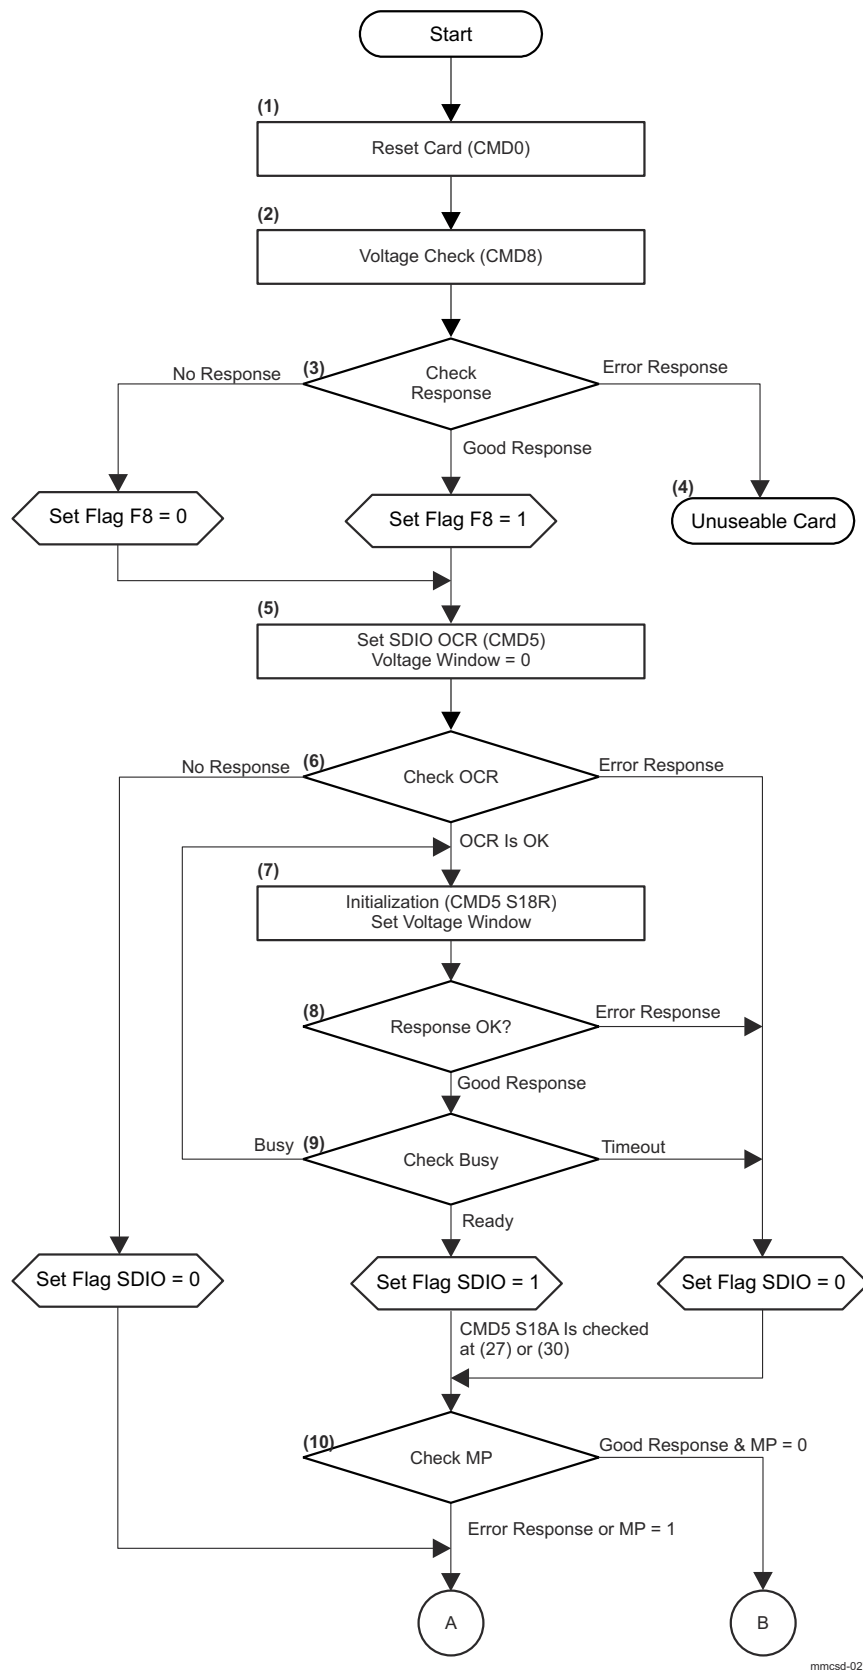 Start
(1)
Reset Card (CMD0)
(2)
Voltage Check (CMD8)
No Response
(3)
Check
Response
Error Response
Good Response
Set Flag F8 = 0
Set Flag F8 = 1
(4)
Unuseable Card
(5)
Set SDIO OCR (CMD5)
Voltage Window = 0
No Response
(6)
Check OCR
Error Response
OCR Is OK
(7)
Initialization (CMD5 S18R)
Set Voltage Window
(8)
Response OK?
Error Response
Good Response
Busy
(9)
Check Busy
Timeout
Ready
Set Flag SDIO = 0
Set Flag SDIO = 1
Set Flag SDIO = 0
CMD5 S18A Is checked
at (27) or (30)
(10)
Check MP
Good Response & MP = 0
Error Response or MP = 1
A
B
mmcsd-02